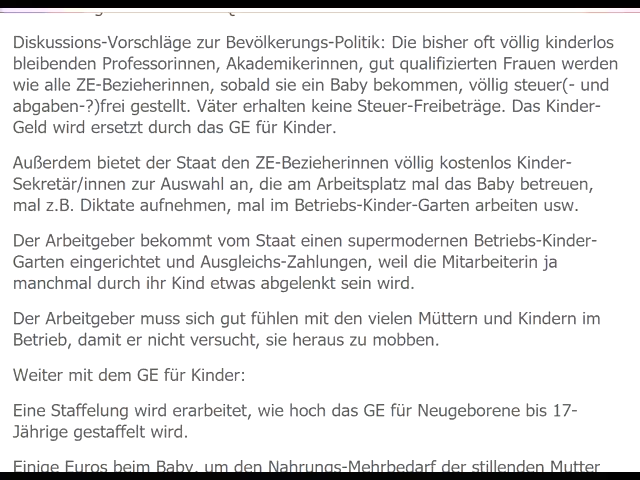 Diskussions-Vorschläge zur Bevölkerungs-Politik: Die bisher oft völlig kinderlos
bleibenden Professorinnen, Akademikerinnen, gut qualifizierten Frauen werden
wie alle ZE-Bezieherinnen, sobald sie ein Baby bekommen, völlig steuer(- und
abgaben-?)frei gestellt. Väter erhalten keine Steuer-Freibeträge. Das Kinder-
Geld wird ersetzt durch das GE für Kinder.
Außerdem bietet der Staat den ZE-Bezieherinnen völlig kostenlos Kinder-
Sekretär/innen zur Auswahl an, die am Arbeitsplatz mal das Baby betreuen,
mal z.B. Diktate aufnehmen, mal im Betriebs-Kinder-Garten arbeiten usw.
Der Arbeitgeber bekommt vom Staat einen supermodernen Betriebs-Kinder-
Garten eingerichtet und Ausgleichs-Zahlungen, weil die Mitarbeiterin ja
manchmal durch ihr Kind etwas abgelenkt sein wird.
Der Arbeitgeber muss sich gut fühlen mit den vielen Müttern und Kindern im
Betrieb, damit er nicht versucht, sie heraus zu mobben.
Weiter mit dem GE für Kinder:
Eine Staffelung wird erarbeitet, wie hoch das GE für Neugeborene bis 17-
Jährige gestaffelt wird.
Einige Euros beim Baby, um den Nahrungs-Mehrbedarf der stillenden Mutter